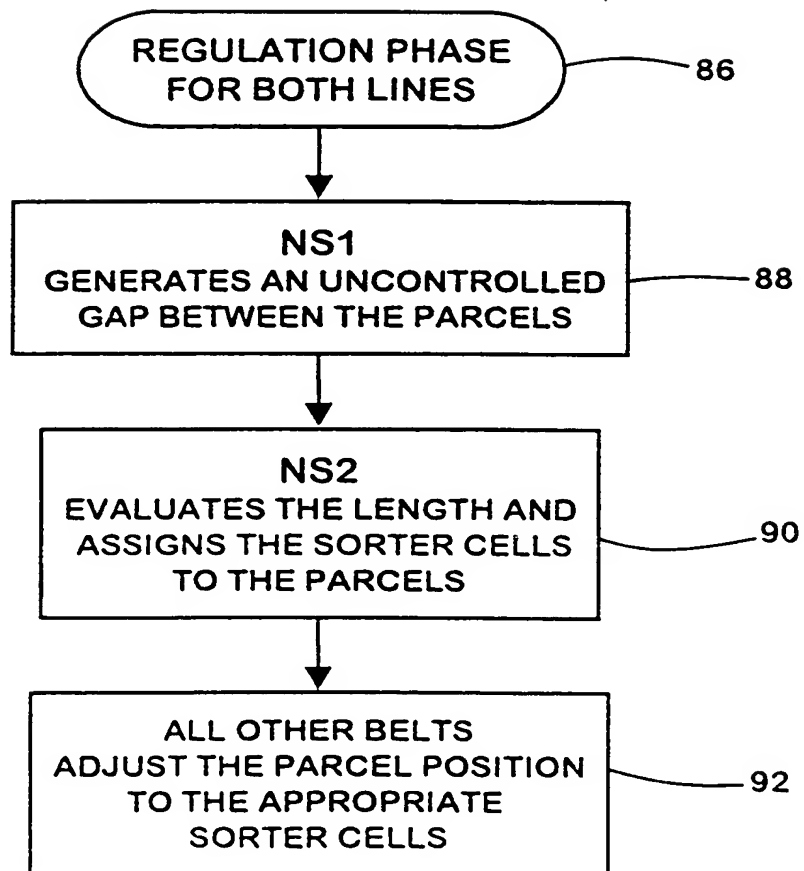 REGULATION PHASE
FOR BOTH LINES
86
NS1
GENERATES AN UNCONTROLLED
GAP BETWEEN THE PARCELS
88
NS2
EVALUATES THE LENGTH AND
ASSIGNS THE SORTER CELLS
TO THE PARCELS
90
ALL OTHER BELTS
ADJUST THE PARCEL POSITION
TO THE APPROPRIATE
SORTER CELLS
92